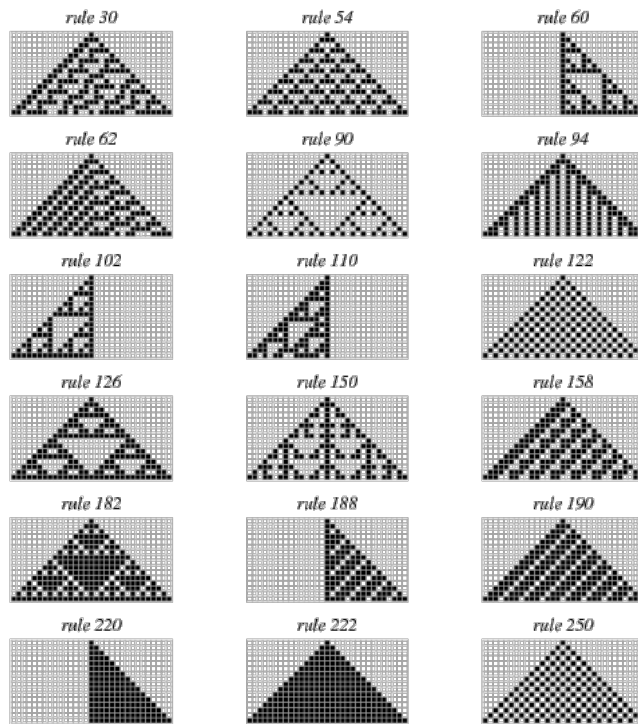 rule 30 rule 54 rule 60
rule 62 rule 90 rule 94
rule 102 rule 110 rule 122
rule 126 rule 150 rule 158
rule 182 rule 188 rule 190
rule 220 rule 222 rule 250